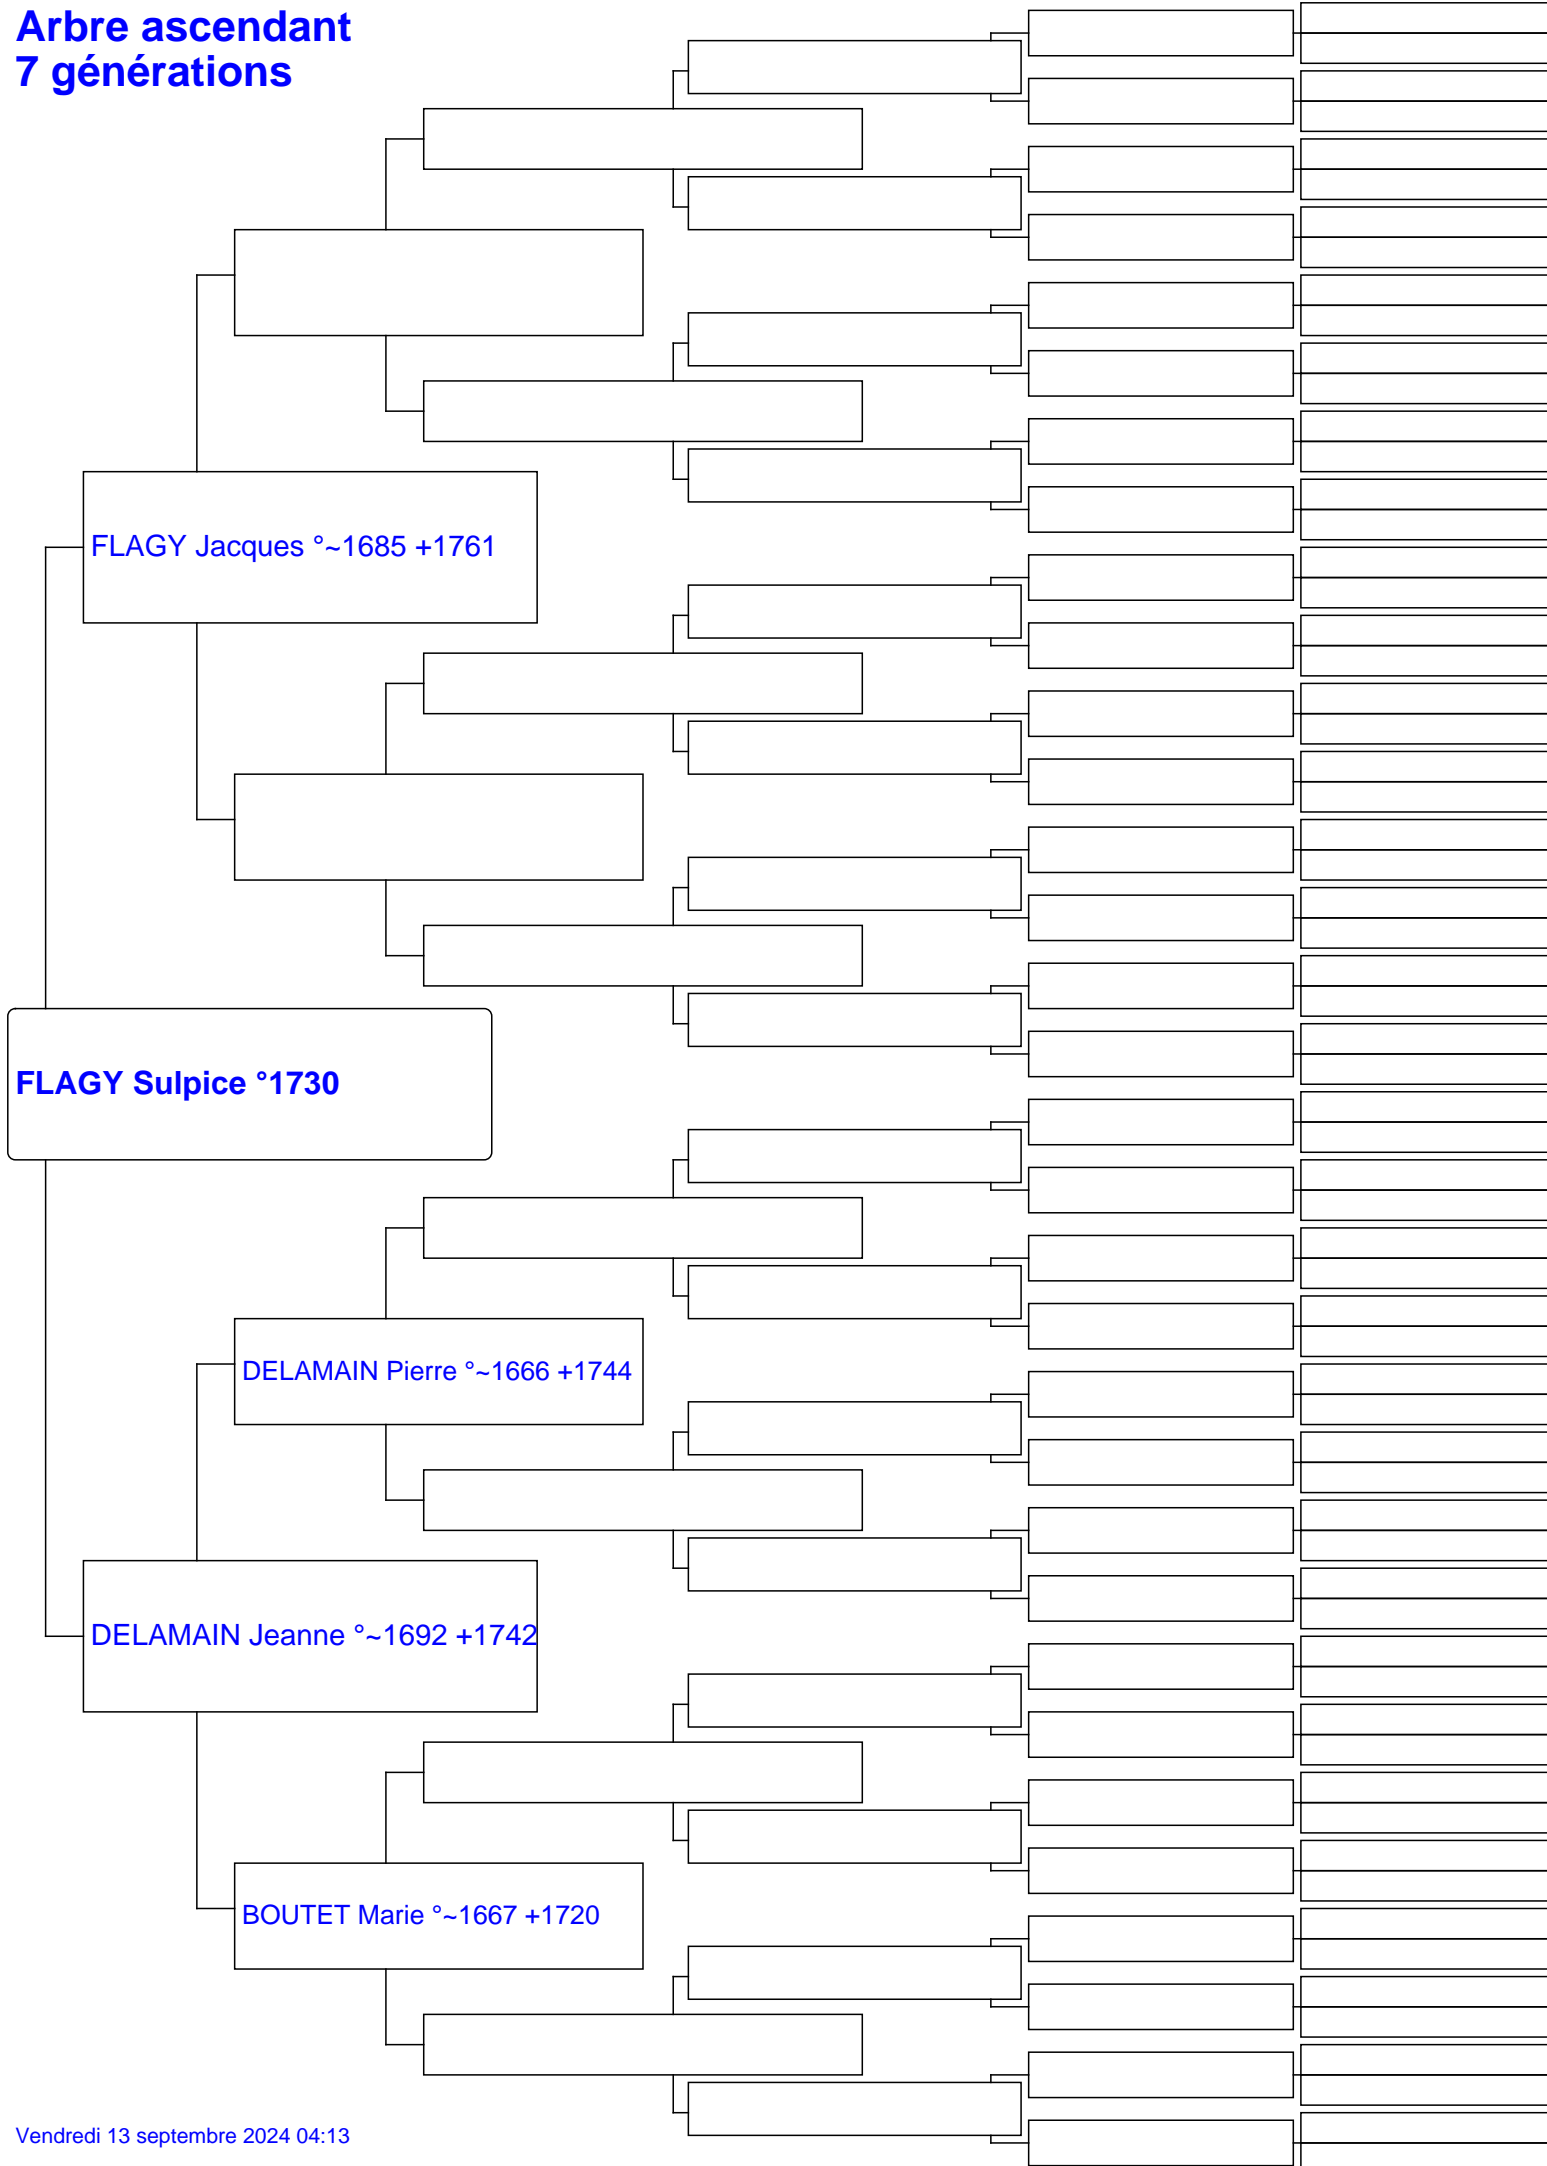 Arbre ascendant
7 générations
FLAGY Jacques °~1685 +1761
FLAGY Sulpice °1730
DELAMAIN Pierre °~1666 +1744
DELAMAIN Jeanne °~1692 +1742
BOUTET Marie °~1667 +1720
Vendredi 13 septembre 2024 04:13